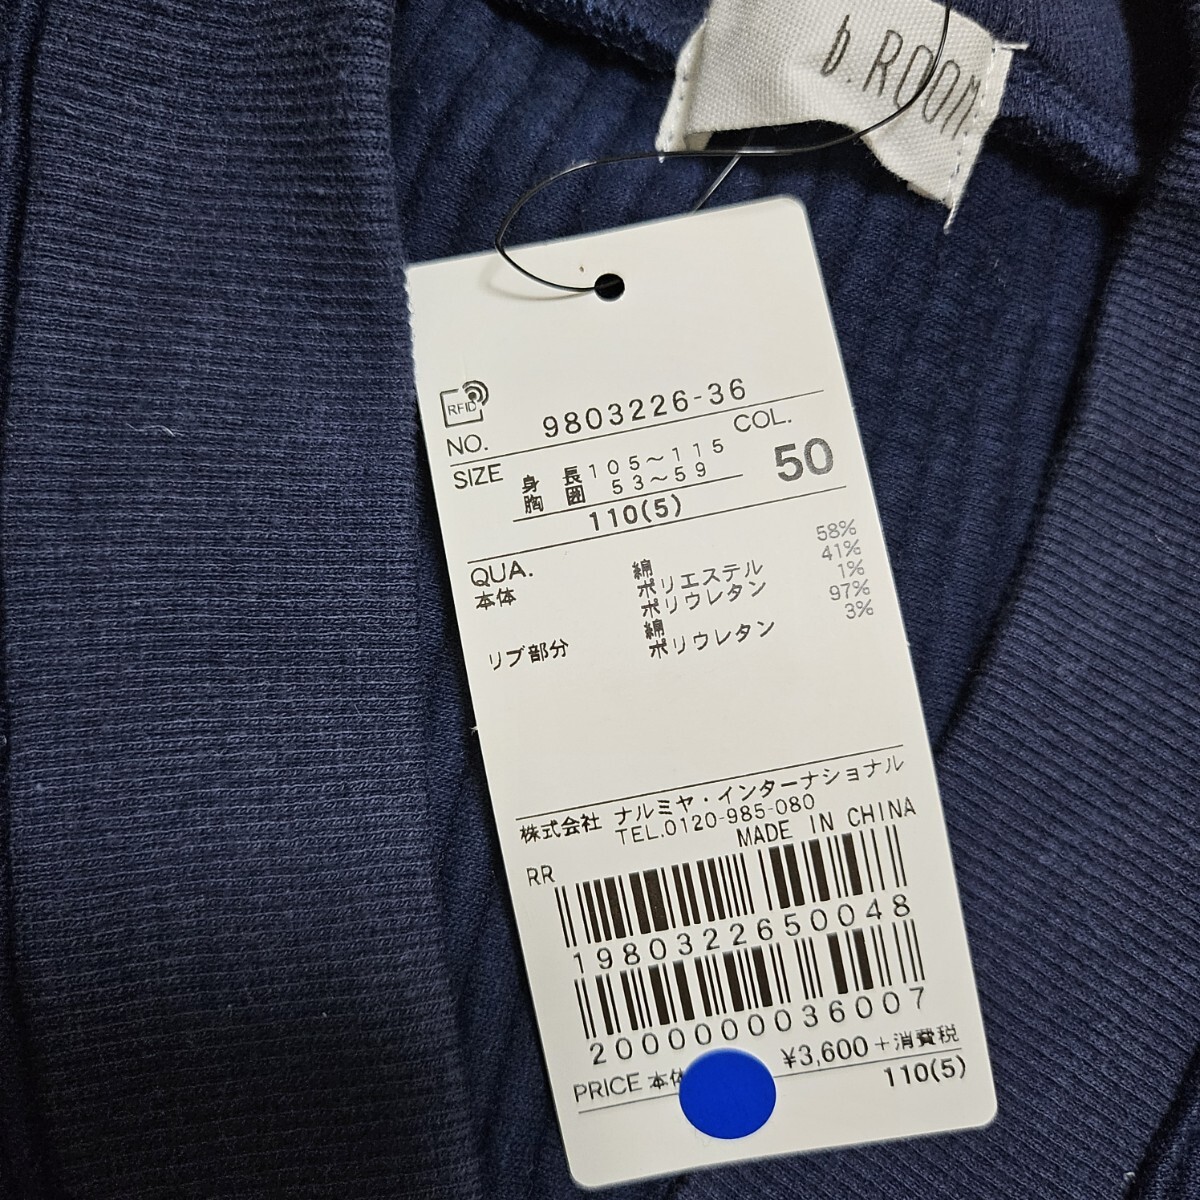 b.ROOM.
RFID
NO. 9803226-36
SIZE 身長 105～115 COL.
胸囲 53～59 50
110(5)
QUA.
本体 綿 58%
ポリエステル 41%
ポリウレタン 1%
リブ部分 綿 97%
ポリウレタン 3%
株式会社 ナルミヤ・インターナショナル
TEL.0120-985-080
MADE IN CHINA
RR
1980322650048
2000000036007
PRICE 本体 ¥3,600+消費税
110(5)